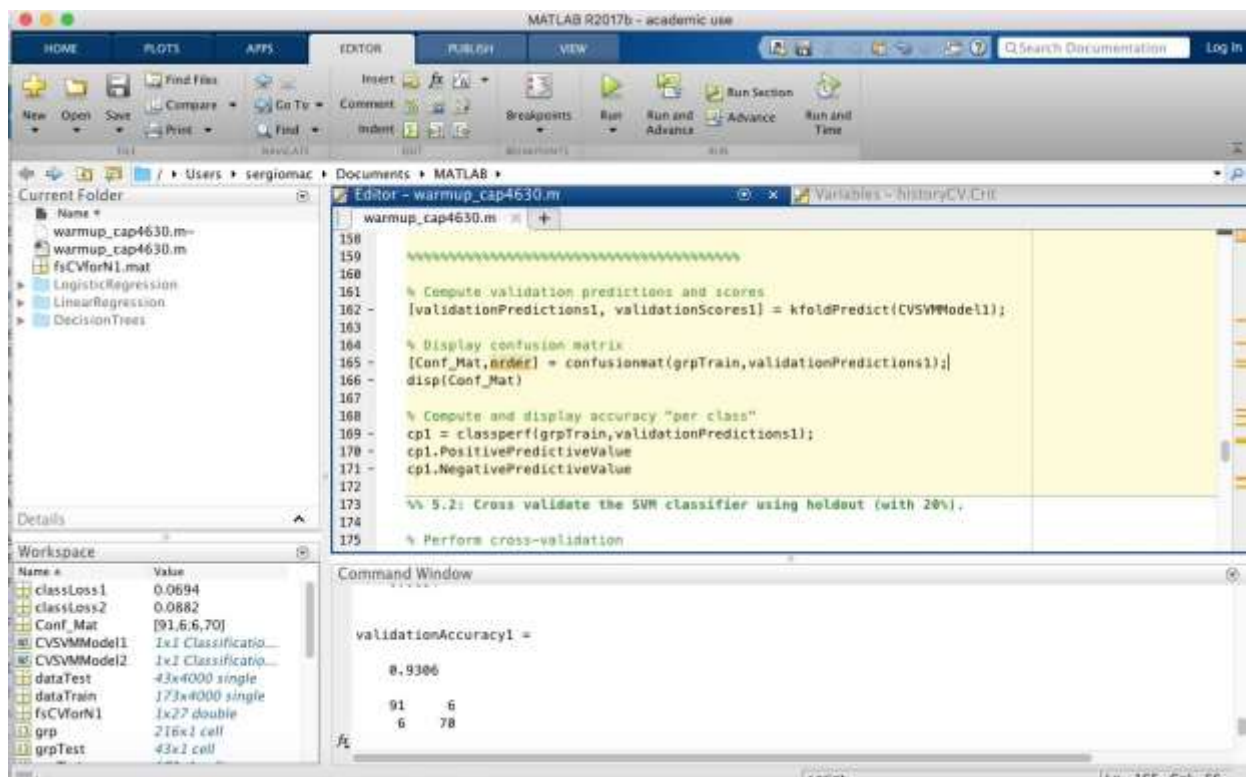 MATLAB R2017b - academic use
HOME PLOTS APPS EDITOR PUBLISH VIEW Search Documentation Log In
New Open Save Find Files Compare Print Go To Find Insert Comment Indent fx Breakpoints Run Run and Advance Run Section Advance Run and Time
FILE NAVIGATE EDIT BREAKPOINTS RUN
/ Users sergiomac Documents MATLAB
Current Folder
Name
warmup_cap4630.m~
warmup_cap4630.m
fsCVforN1.mat
LogisticRegression
LinearRegression
DecisionTrees
Details
Workspace
Name Value
classLoss1 0.0694
classLoss2 0.0882
Conf_Mat [91,6;6,70]
CVSVMModel1 1x1 Classificatio...
CVSVMModel2 1x1 Classificatio...
dataTest 43x4000 single
dataTrain 173x4000 single
fsCVforN1 1x27 double
grp 216x1 cell
grpTest 43x1 cell
Editor - warmup_cap4630.m
Variables - historyCV.Crit
warmup_cap4630.m +
158
159 %%%%%%%%%%%%%%%%%%%%%%%%%%%%%%%%%%%%%%%%
160
161 % Compute validation predictions and scores
162 - [validationPredictions1, validationScores1] = kfoldPredict(CVSVMModel1);
163
164 % Display confusion matrix
165 - [Conf_Mat,order] = confusionmat(grpTrain,validationPredictions1);
166 - disp(Conf_Mat)
167
168 % Compute and display accuracy "per class"
169 - cp1 = classperf(grpTrain,validationPredictions1);
170 - cp1.PositivePredictiveValue
171 - cp1.NegativePredictiveValue
172
173 %% 5.2: Cross validate the SVM classifier using holdout (with 20%).
174
175 % Perform cross-validation
Command Window
validationAccuracy1 =
0.9306
91 6
6 70
fx
script